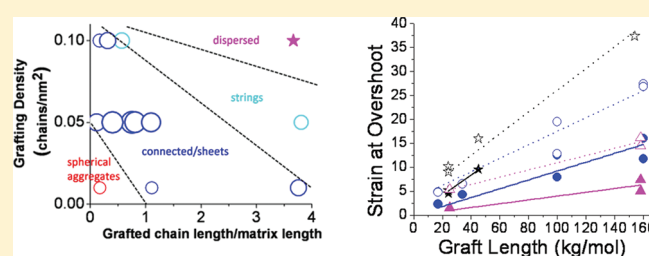 Grafting Density
(chains/nm²)
0.10
0.05
0.00
dispersed
strings
connected/sheets
spherical
aggregates
0
1
2
3
4
Grafted chain length/matrix length
Strain at Overshoot
40
35
30
25
20
15
10
5
0
0 20 40 60 80 100 120 140 160
Graft Length (kg/mol)